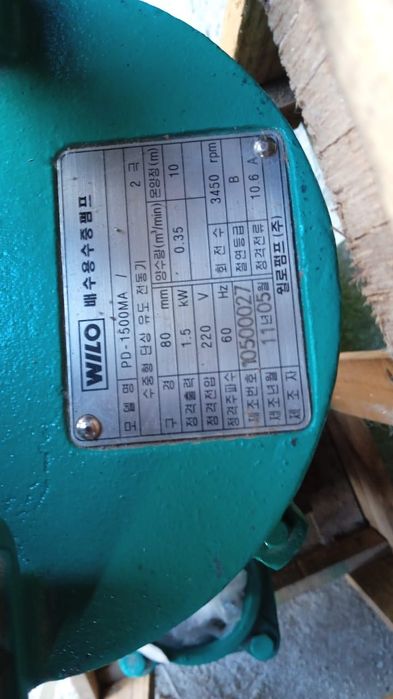 WILO 배수용수중펌프
모 델 명 PD-1500MA /
수 중 형 단 상 유 도 전 동 기 2 극
구 경 80 mm 양수량(m³/min) 0.35 전양정(m) 10
정격출력 1.5 kW
정격전압 220 V 회 전 수 3450 rpm
정격주파수 60 Hz 절연등급 B
제조번호 10500027 정격전류 10.6 A
제조년월 11년05월
제 조 사 윌로펌프(주)